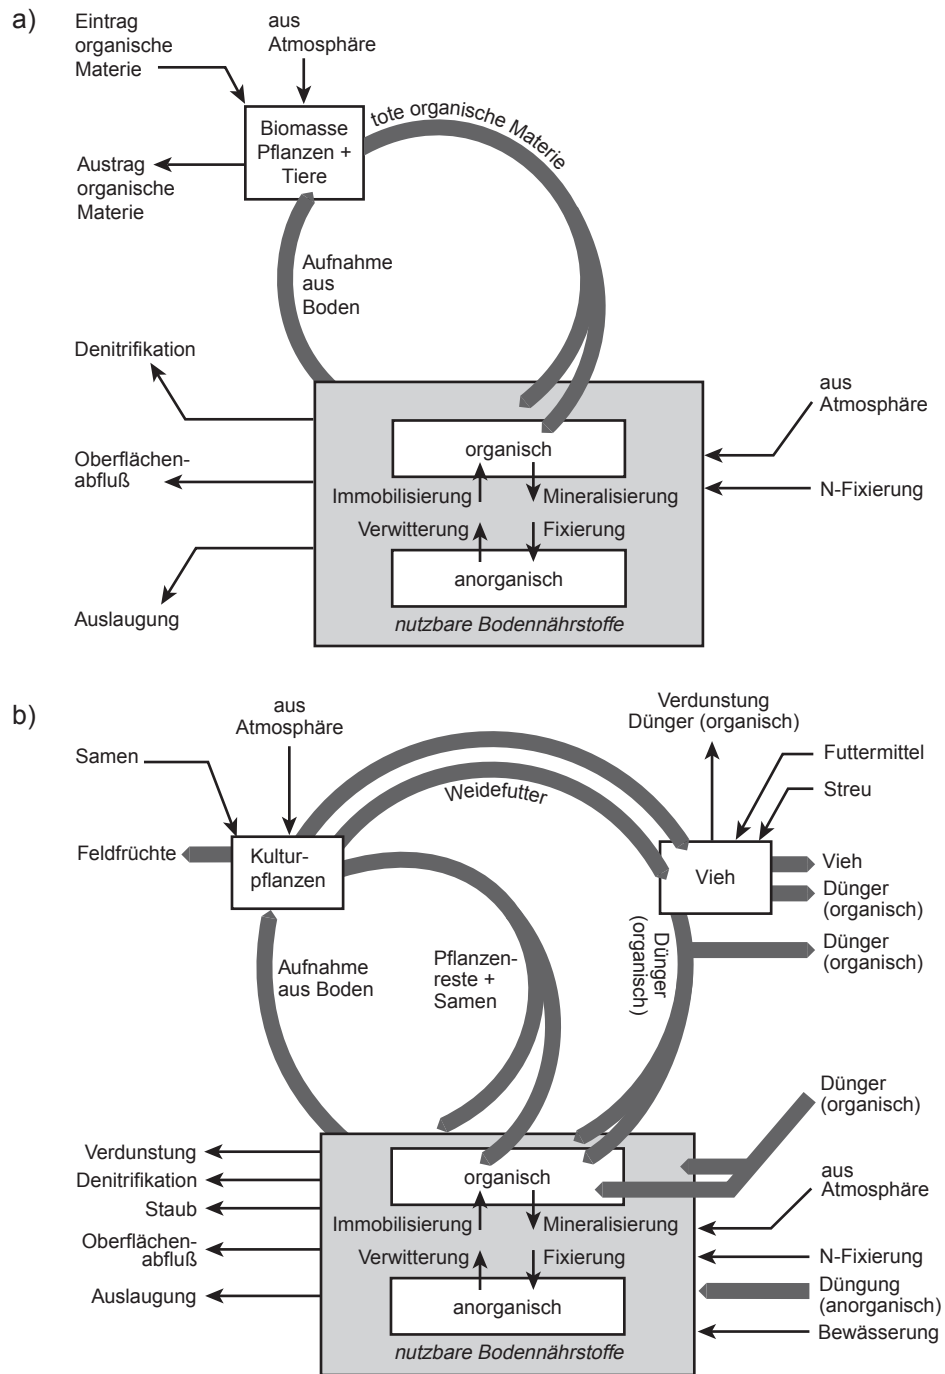 a)
Eintrag
organische
Materie
aus
Atmosphäre
tote organische Materie
Biomasse
Pflanzen +
Tiere
Austrag
organische
Materie
Aufnahme
aus
Boden
Denitrifikation
aus
Atmosphäre
organisch
Oberflächen-
abfluß
Immobilisierung
Mineralisierung
N-Fixierung
Verwitterung
Fixierung
anorganisch
Auslaugung
nutzbare Bodennährstoffe
b)
aus
Atmosphäre
Verdunstung
Dünger (organisch)
Samen
Futtermittel
Weidefutter
Streu
Feldfrüchte
Kultur-
pflanzen
Vieh
Vieh
Dünger
(organisch)
Dünger
(organisch)
Dünger
(organisch)
Aufnahme
aus Boden
Pflanzen-
reste +
Samen
Dünger
(organisch)
Verdunstung
Denitrifikation
Staub
Oberflächen-
abfluß
Auslaugung
organisch
aus
Atmosphäre
Immobilisierung
Mineralisierung
Verwitterung
Fixierung
N-Fixierung
anorganisch
Düngung
(anorganisch)
Bewässerung
nutzbare Bodennährstoffe